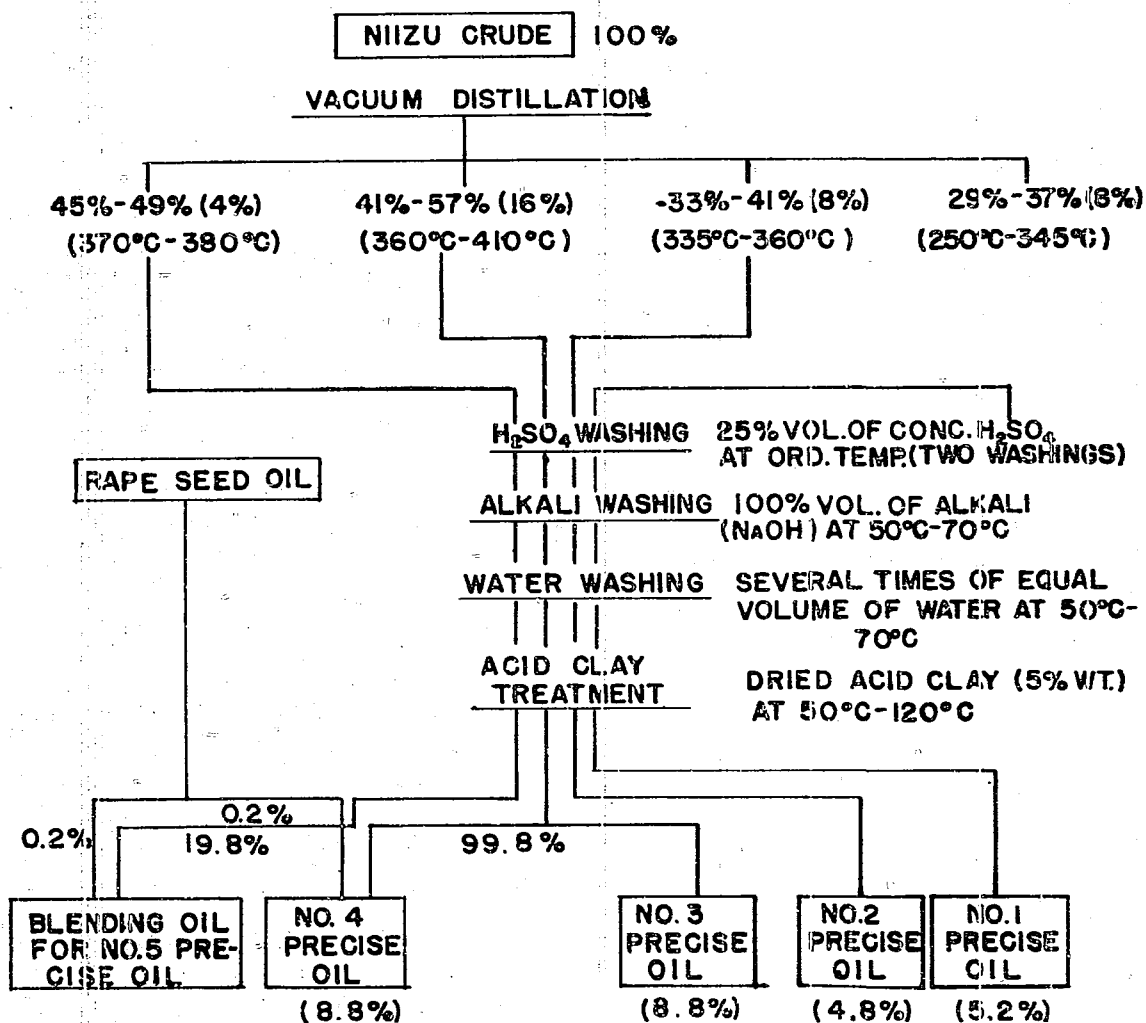 NIIZU CRUDE 100%
VACUUM DISTILLATION
45%-49% (4%)
(370°C-380°C)
41%-57% (16%)
(360°C-410°C)
-33%-41% (8%)
(335°C-360°C)
29%-37% (8%)
(250°C-345°C)
H₂SO₄ WASHING
25% VOL. OF CONC. H₂SO₄
AT ORD. TEMP. (TWO WASHINGS)
RAPE SEED OIL
ALKALI WASHING
100% VOL. OF ALKALI
(NAOH) AT 50°C-70°C
WATER WASHING
SEVERAL TIMES OF EQUAL
VOLUME OF WATER AT 50°C-
70°C
ACID CLAY
TREATMENT
DRIED ACID CLAY (5% WT.)
AT 50°C-120°C
0.2%
0.2%
19.8%
99.8%
BLENDING OIL
FOR NO.5 PRE-
CISE OIL
NO. 4
PRECISE
OIL
(8.8%)
NO. 3
PRECISE
OIL
(8.8%)
NO.2
PRECISE
OIL
(4.8%)
NO.1
PRECISE
OIL
(5.2%)